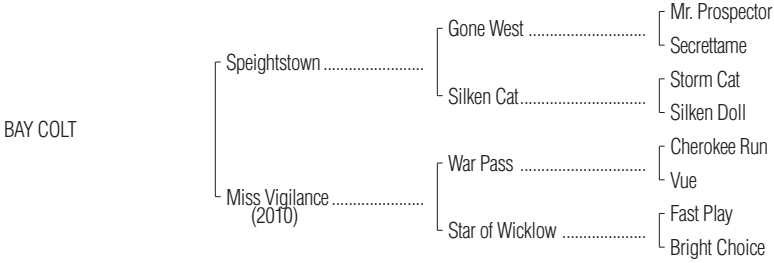 Mr. Prospector
Gone West ..............................
Secrettame
Speightstown .........................
Storm Cat
Silken Cat................................
Silken Doll
BAY COLT
Cherokee Run
War Pass ................................
Vue
Miss Vigilance .......................
(2010)
Fast Play
Star of Wicklow .....................
Bright Choice